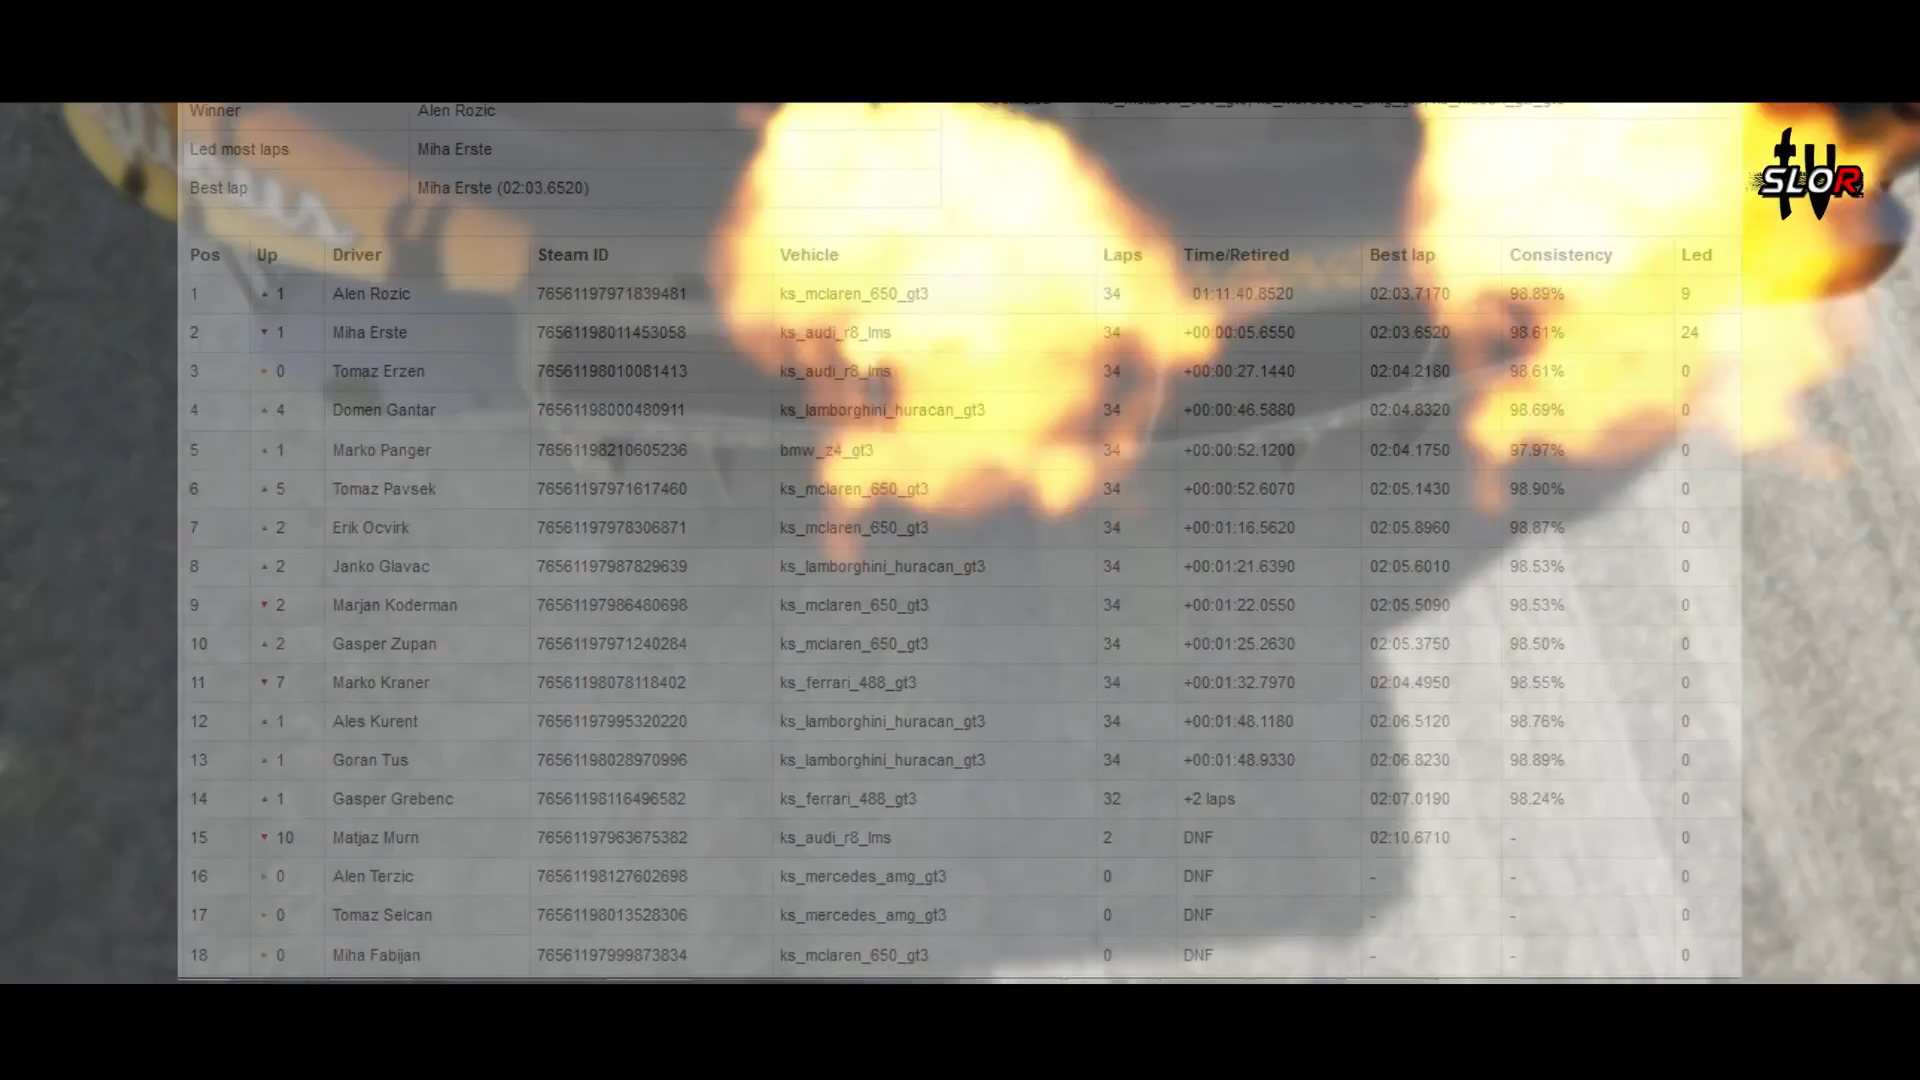 Winner Alen Rozic
Led most laps Miha Erste
Best lap Miha Erste (02:03.6520)
Pos Up Driver Steam ID Vehicle Laps Time/Retired Best lap Consistency Led
1 ▲ 1 Alen Rozic 76561197971839481 ks_mclaren_650_gt3 34 01:11:40.8520 02:03.7170 98.89% 9
2 ▼ 1 Miha Erste 76561198011453058 ks_audi_r8_lms 34 +00:00:05.6550 02:03.6520 98.61% 24
3 ► 0 Tomaz Erzen 76561198010081413 ks_audi_r8_lms 34 +00:00:27.1440 02:04.2180 98.61% 0
4 ▲ 4 Domen Gantar 76561198000480911 ks_lamborghini_huracan_gt3 34 +00:00:46.5880 02:04.8320 98.69% 0
5 ▲ 1 Marko Panger 76561198210605236 bmw_z4_gt3 34 +00:00:52.1200 02:04.1750 97.97% 0
6 ▲ 5 Tomaz Pavsek 76561197971617460 ks_mclaren_650_gt3 34 +00:00:52.6070 02:05.1430 98.90% 0
7 ▲ 2 Erik Ocvirk 76561197978306871 ks_mclaren_650_gt3 34 +00:01:16.5620 02:05.8960 98.87% 0
8 ▲ 2 Janko Glavac 76561197987829639 ks_lamborghini_huracan_gt3 34 +00:01:21.6390 02:05.6010 98.53% 0
9 ▼ 2 Marjan Koderman 76561197986480698 ks_mclaren_650_gt3 34 +00:01:22.0550 02:05.5090 98.53% 0
10 ▲ 2 Gasper Zupan 76561197971240284 ks_mclaren_650_gt3 34 +00:01:25.2630 02:05.3750 98.50% 0
11 ▼ 7 Marko Kraner 76561198078118402 ks_ferrari_488_gt3 34 +00:01:32.7970 02:04.4950 98.55% 0
12 ▲ 1 Ales Kurent 76561197995320220 ks_lamborghini_huracan_gt3 34 +00:01:48.1180 02:06.5120 98.76% 0
13 ▲ 1 Goran Tus 76561198028970996 ks_lamborghini_huracan_gt3 34 +00:01:48.9330 02:06.8230 98.89% 0
14 ▲ 1 Gasper Grebenc 76561198116496582 ks_ferrari_488_gt3 32 +2 laps 02:07.0190 98.24% 0
15 ▼ 10 Matjaz Murn 76561197963675382 ks_audi_r8_lms 2 DNF 02:10.6710 - 0
16 ► 0 Alen Terzic 76561198127602698 ks_mercedes_amg_gt3 0 DNF - - 0
17 ► 0 Tomaz Selcan 76561198013528306 ks_mercedes_amg_gt3 0 DNF - - 0
18 ► 0 Miha Fabijan 76561197999873834 ks_mclaren_650_gt3 0 DNF - - 0
tv
SLOR